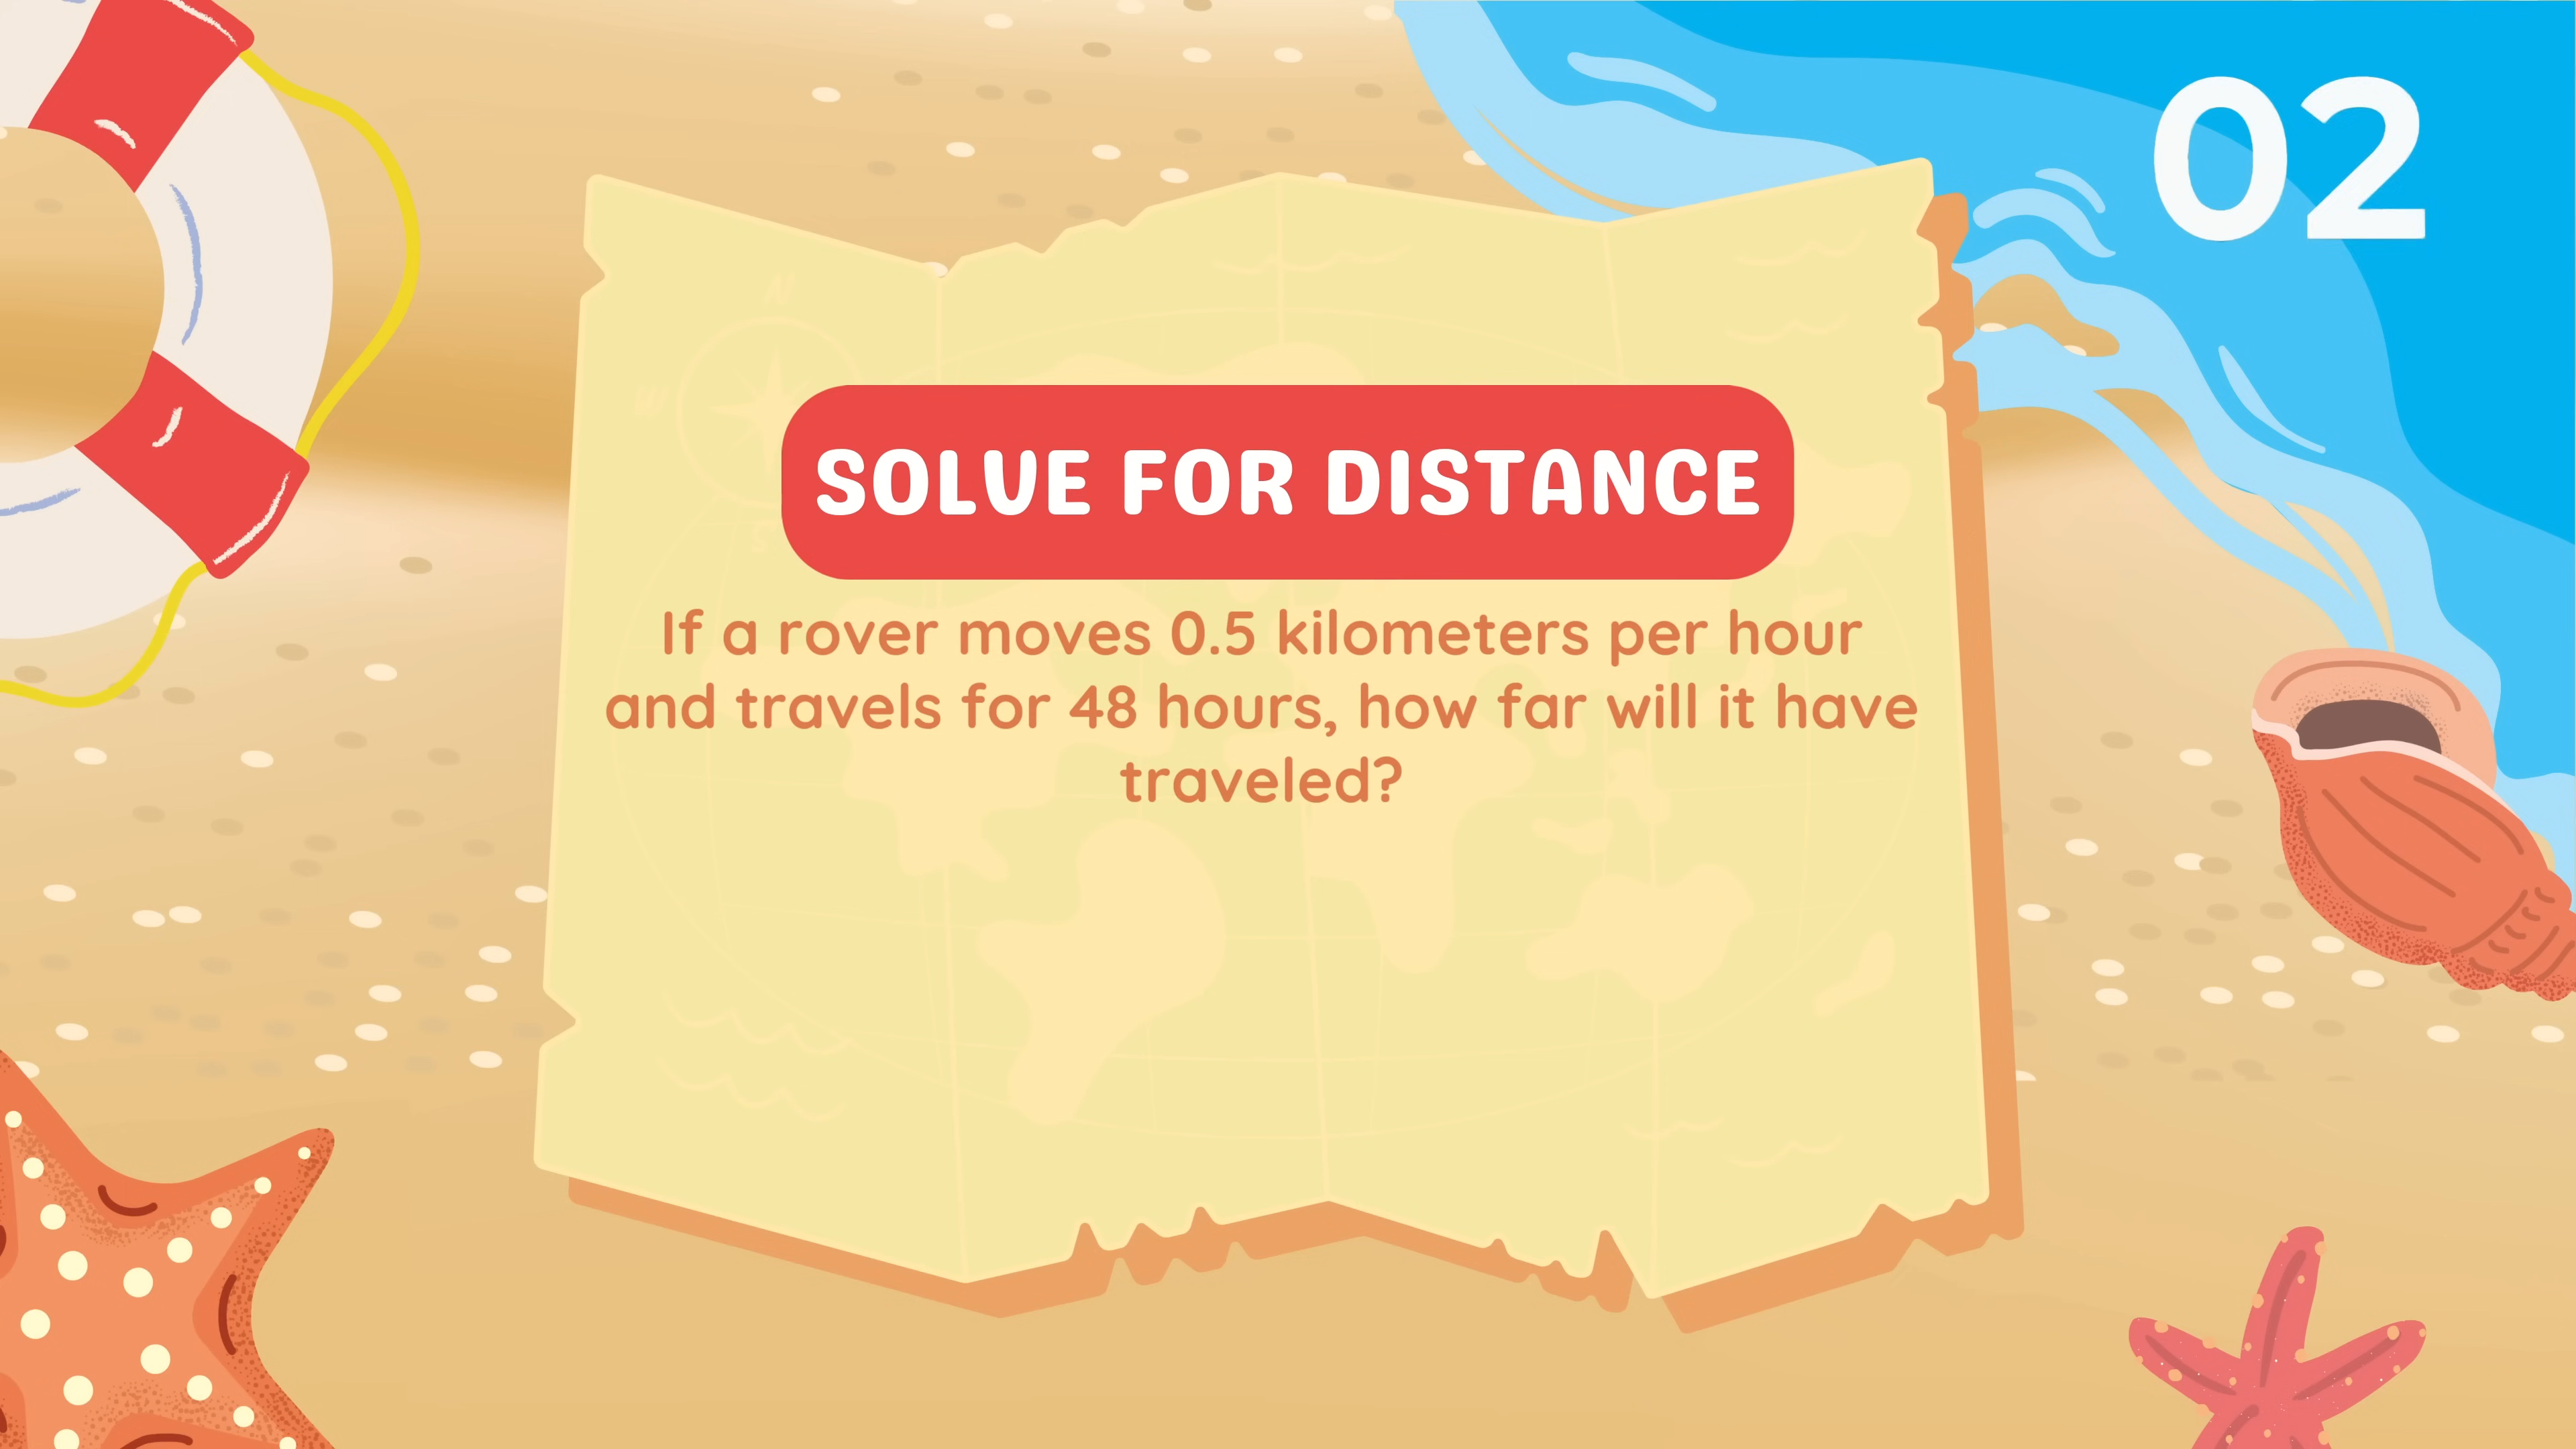 02
SOLVE FOR DISTANCE
If a rover moves 0.5 kilometers per hour
and travels for 48 hours, how far will it have
traveled?
N
W
S